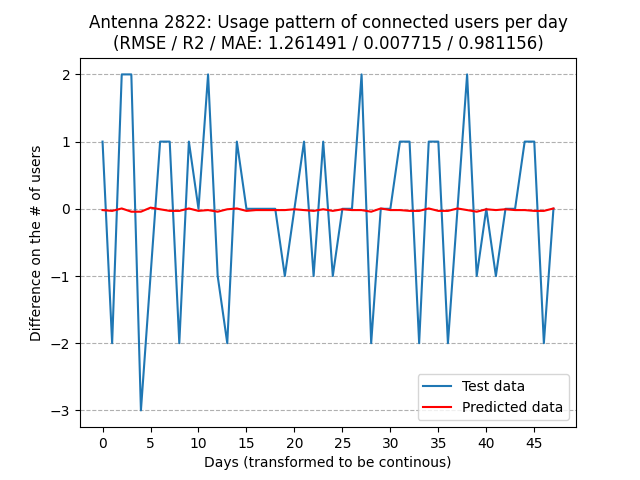 Antenna 2822: Usage pattern of connected users per day
(RMSE / R2 / MAE: 1.261491 / 0.007715 / 0.981156)
Difference on the # of users
2
1
0
−1
−2
−3
Test data
Predicted data
0 5 10 15 20 25 30 35 40 45
Days (transformed to be continous)